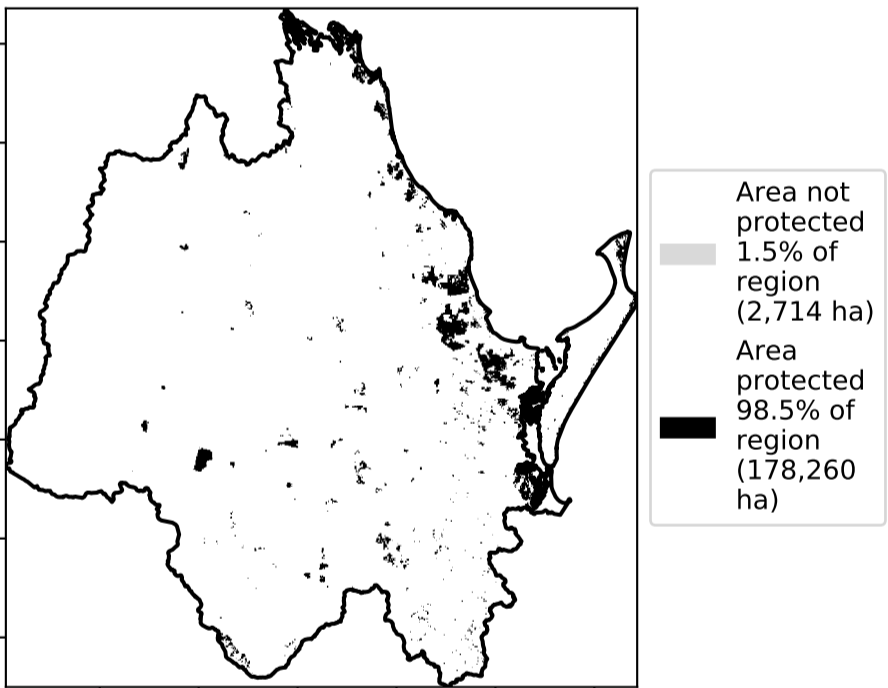 Area not
protected
1.5% of
region
(2,714 ha)
Area
protected
98.5% of
region
(178,260
ha)